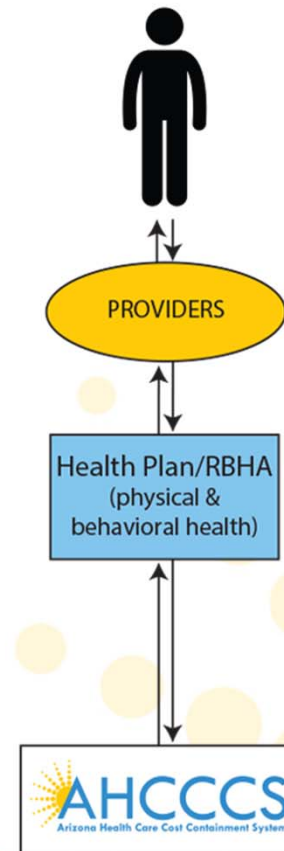 PROVIDERS
Health Plan/RBHA
(physical &
behavioral health)
AHCCCS
Arizona Health Care Cost Containment System